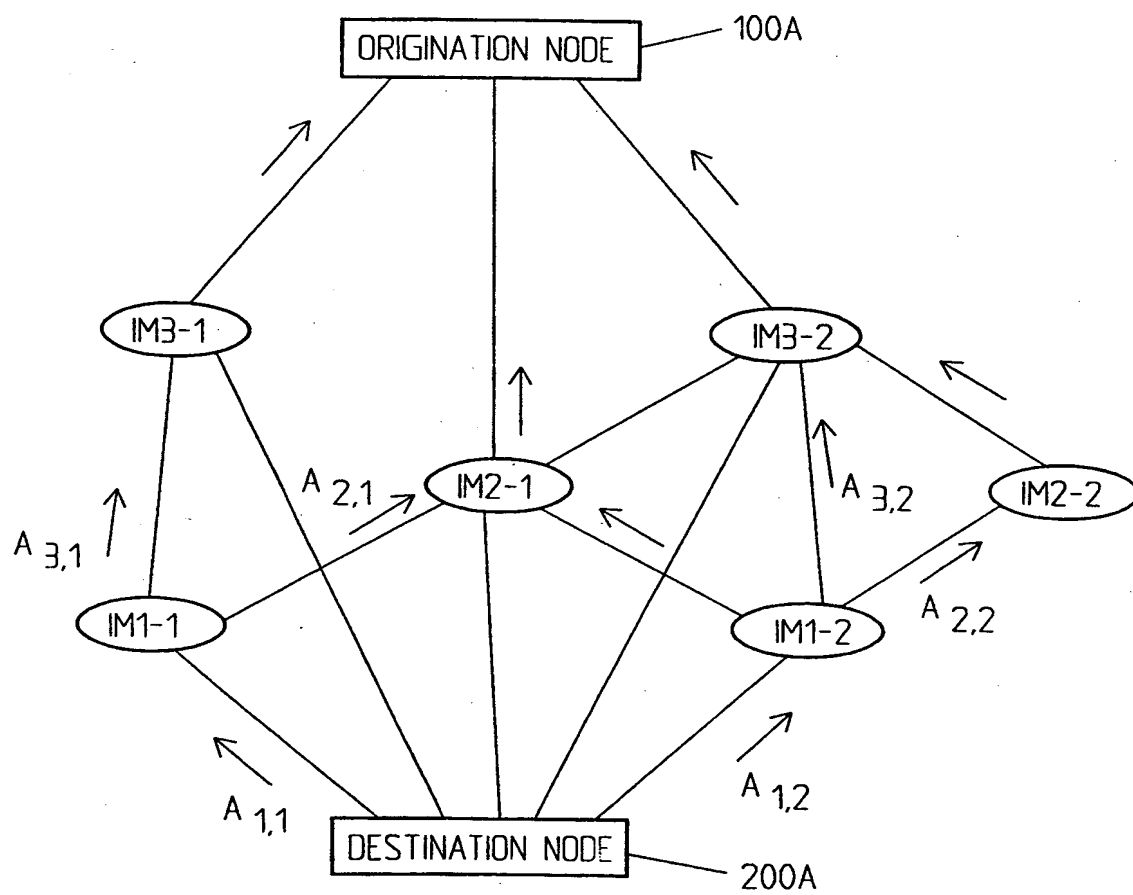 ORIGINATION NODE
100A
IM3-1
IM3-2
A 2,1
IM2-1
A 3,2
IM2-2
A 3,1
IM1-1
IM1-2
A 2,2
A 1,1
A 1,2
DESTINATION NODE
200A